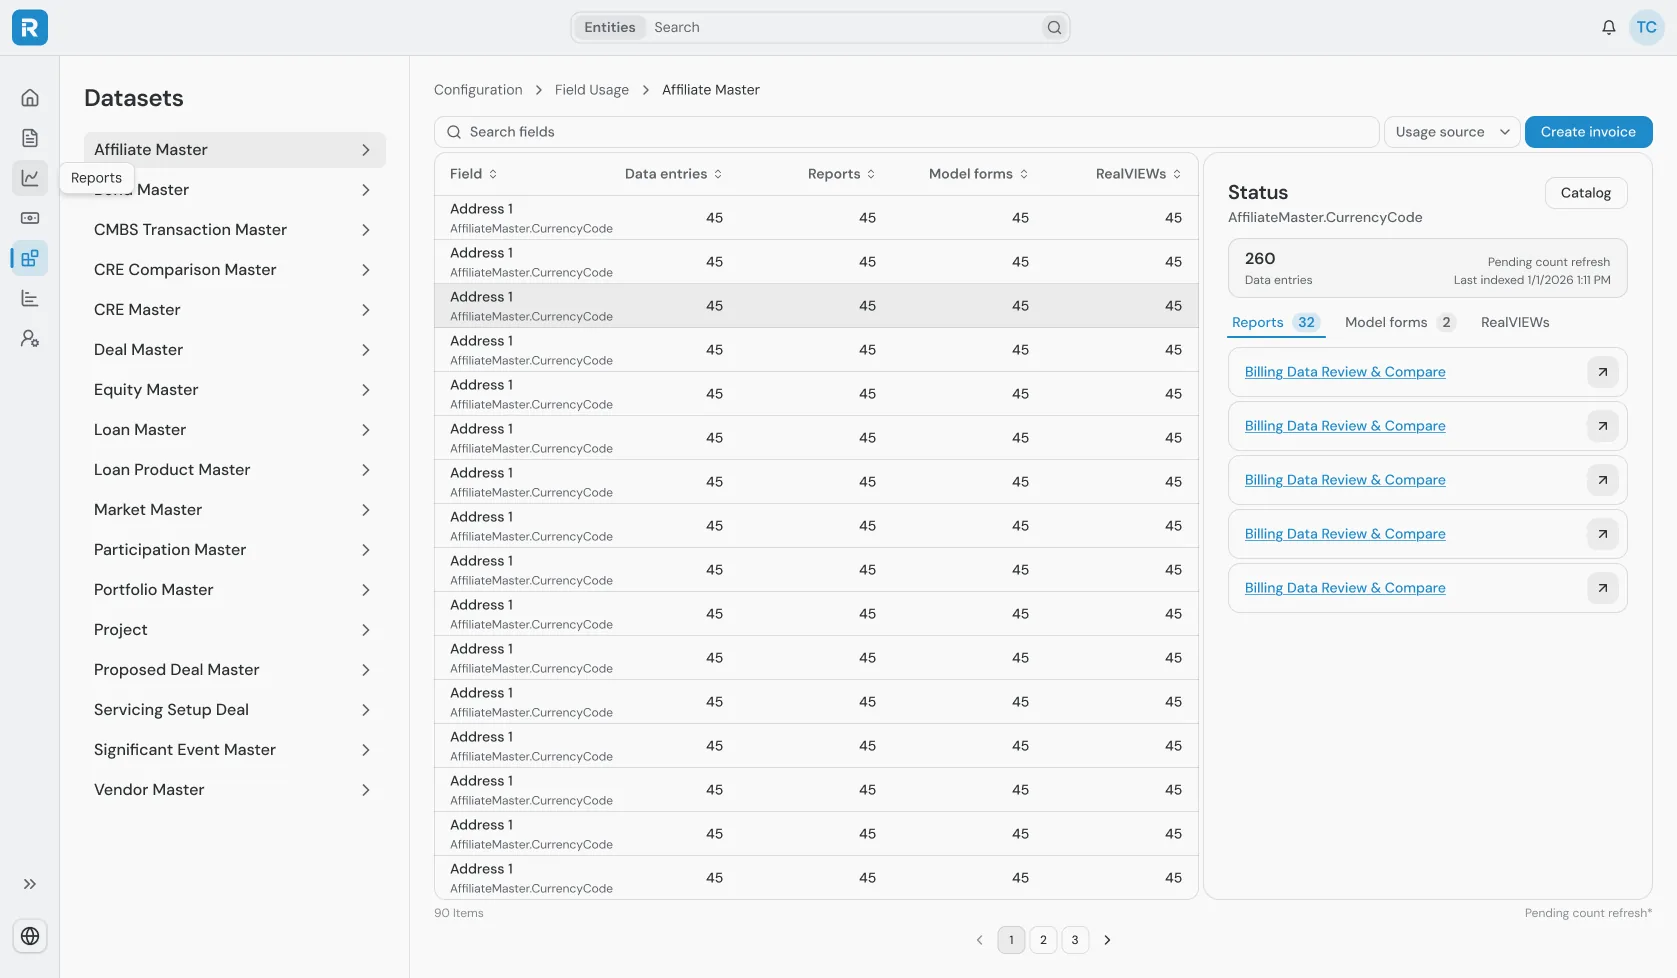 R
Entities Search
TC
Datasets
Affiliate Master
Reports
Master
CMBS Transaction Master
CRE Comparison Master
CRE Master
Deal Master
Equity Master
Loan Master
Loan Product Master
Market Master
Participation Master
Portfolio Master
Project
Proposed Deal Master
Servicing Setup Deal
Significant Event Master
Vendor Master
Configuration > Field Usage > Affiliate Master
Search fields
Usage source
Create invoice
Field Data entries Reports Model forms RealVIEWs
Address 1
AffiliateMaster.CurrencyCode
45 45 45 45
Address 1
AffiliateMaster.CurrencyCode
45 45 45 45
Address 1
AffiliateMaster.CurrencyCode
45 45 45 45
Address 1
AffiliateMaster.CurrencyCode
45 45 45 45
Address 1
AffiliateMaster.CurrencyCode
45 45 45 45
Address 1
AffiliateMaster.CurrencyCode
45 45 45 45
Address 1
AffiliateMaster.CurrencyCode
45 45 45 45
Address 1
AffiliateMaster.CurrencyCode
45 45 45 45
Address 1
AffiliateMaster.CurrencyCode
45 45 45 45
Address 1
AffiliateMaster.CurrencyCode
45 45 45 45
Address 1
AffiliateMaster.CurrencyCode
45 45 45 45
Address 1
AffiliateMaster.CurrencyCode
45 45 45 45
Address 1
AffiliateMaster.CurrencyCode
45 45 45 45
Address 1
AffiliateMaster.CurrencyCode
45 45 45 45
Address 1
AffiliateMaster.CurrencyCode
45 45 45 45
Address 1
AffiliateMaster.CurrencyCode
45 45 45 45
90 Items
1 2 3
Status
Catalog
AffiliateMaster.CurrencyCode
260
Data entries
Pending count refresh
Last indexed 1/1/2026 1:11 PM
Reports 32 Model forms 2 RealVIEWs
Billing Data Review & Compare
Billing Data Review & Compare
Billing Data Review & Compare
Billing Data Review & Compare
Billing Data Review & Compare
Pending count refresh*